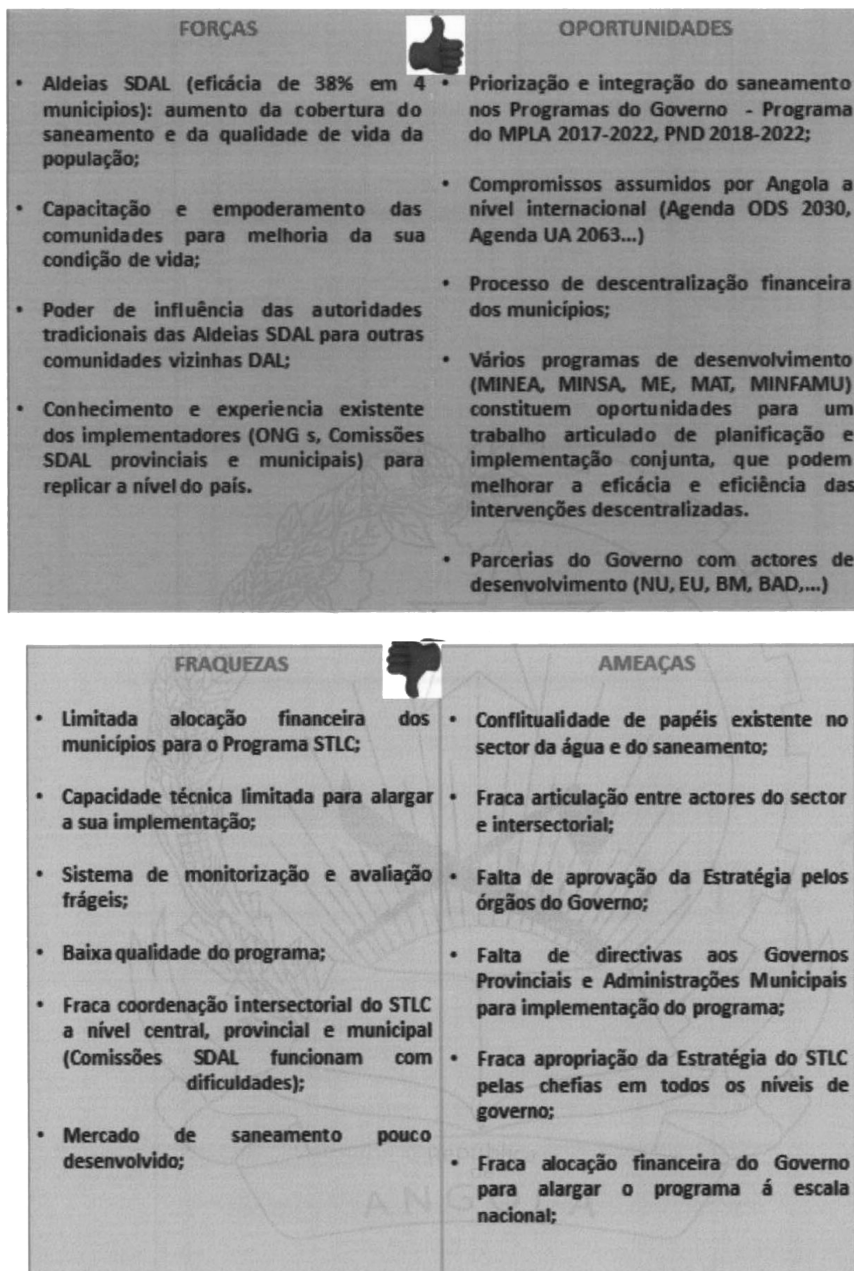 FORÇAS
• Aldeias SDAL (eficácia de 38% em 4
municipios): aumento da cobertura do
saneamento e da qualidade de vida da
população;
• Capacitação e empoderamento das
comunidades para melhoria da sua
condição de vida;
• Poder de influência das autoridades
tradicionais das Aldeias SDAL para outras
comunidades vizinhas DAL;
• Conhecimento e experiencia existente
dos implementadores (ONG s, Comissões
SDAL provinciais e municipais) para
replicar a nível do país.
OPORTUNIDADES
• Priorização e integração do saneamento
nos Programas do Governo - Programa
do MPLA 2017-2022, PND 2018-2022;
• Compromissos assumidos por Angola a
nível internacional (Agenda ODS 2030,
Agenda UA 2063...)
• Processo de descentralização financeira
dos municípios;
• Vários programas de desenvolvimento
(MINEA, MINSA, ME, MAT, MINFAMU)
constituem oportunidades para um
trabalho articulado de planificação e
implementação conjunta, que podem
melhorar a eficácia e eficiência das
intervenções descentralizadas.
• Parcerias do Governo com actores de
desenvolvimento (NU, EU, BM, BAD,...)
FRAQUEZAS
• Limitada alocação financeira dos
municípios para o Programa STLC;
• Capacidade técnica limitada para alargar
a sua implementação;
• Sistema de monitorização e avaliação
frágeis;
• Baixa qualidade do programa;
• Fraca coordenação intersectorial do STLC
a nível central, provincial e municipal
(Comissões SDAL funcionam com
dificuldades);
• Mercado de saneamento pouco
desenvolvido;
AMEAÇAS
• Conflitualidade de papéis existente no
sector da água e do saneamento;
• Fraca articulação entre actores do sector
e intersectorial;
• Falta de aprovação da Estratégia pelos
órgãos do Governo;
• Falta de directivas aos Governos
Provinciais e Administrações Municipais
para implementação do programa;
• Fraca apropriação da Estratégia do STLC
pelas chefias em todos os níveis de
governo;
• Fraca alocação financeira do Governo
para alargar o programa á escala
nacional;
ANGOLA